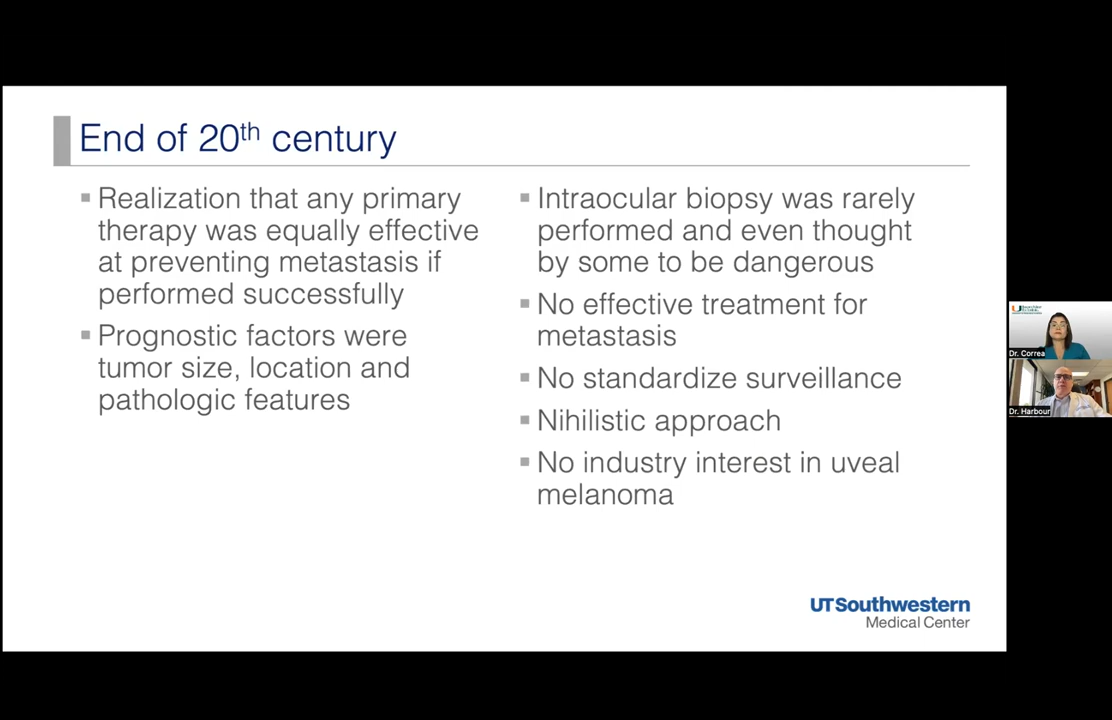 End of 20th century
Realization that any primary
therapy was equally effective
at preventing metastasis if
performed successfully
Prognostic factors were
tumor size, location and
pathologic features
Intraocular biopsy was rarely
performed and even thought
by some to be dangerous
No effective treatment for
metastasis
No standardize surveillance
Nihilistic approach
No industry interest in uveal
melanoma
UTSouthwestern
Medical Center
Dr. Correa
Dr. Harbour